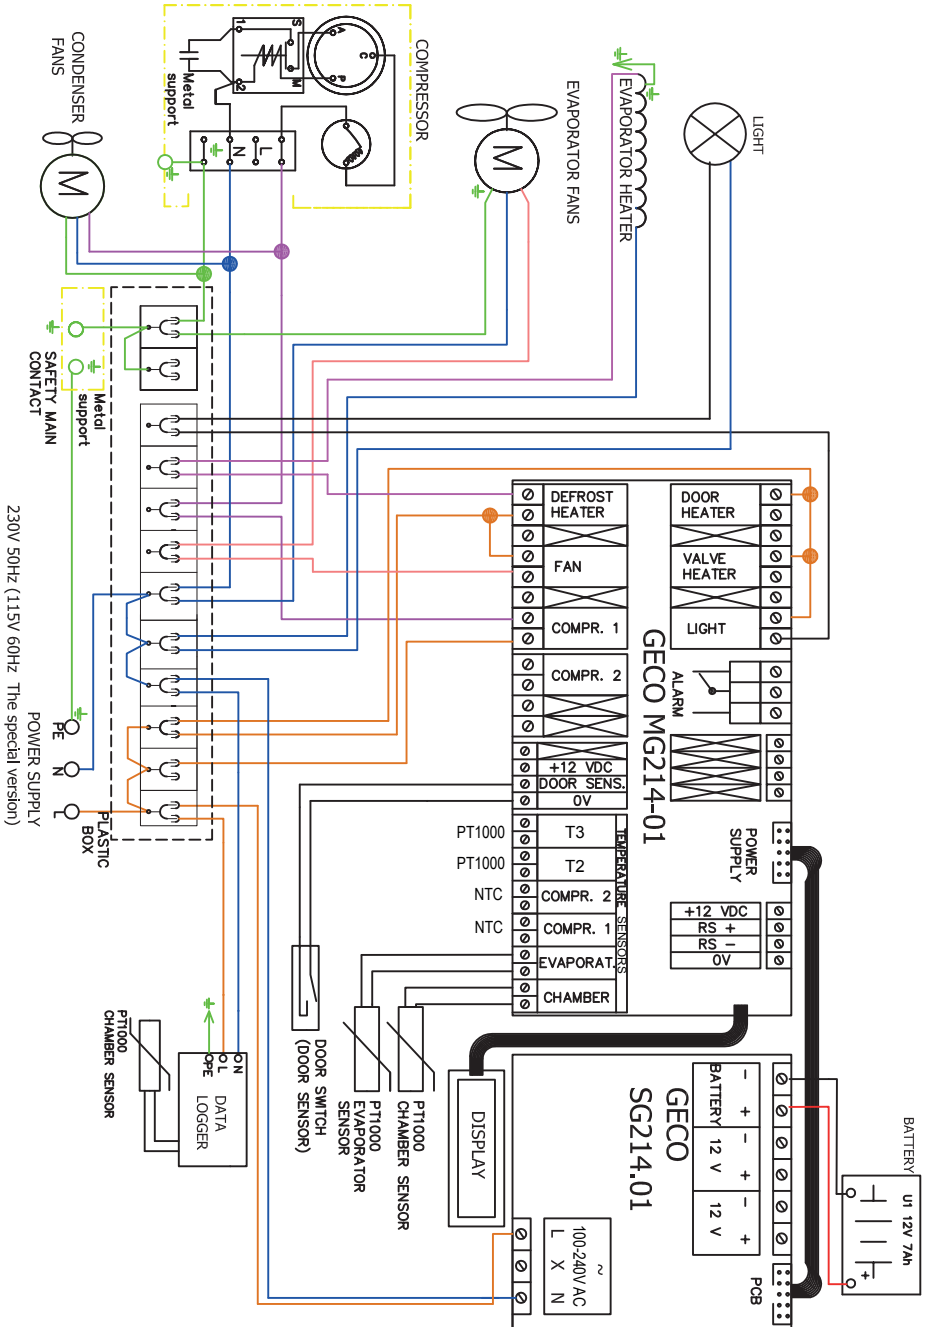 COMPRESSOR
S
1
A
C
P
M
2
Metal
support
N
L
CONDENSER
FANS
M
EVAPORATOR FANS
M
EVAPORATOR HEATER
LIGHT
SAFETY MAIN
CONTACT
Metal
support
230V 50Hz (115V 60Hz The special version)
POWER SUPPLY
PE
N
L
PLASTIC
BOX
GECO MG214-01
DEFROST
HEATER
FAN
COMPR. 1
COMPR. 2
+12 VDC
DOOR SENS.
0V
TEMPERATURE SENSORS
PT1000
T3
PT1000
T2
NTC
COMPR. 2
NTC
COMPR. 1
EVAPORAT.
CHAMBER
DOOR
HEATER
VALVE
HEATER
LIGHT
ALARM
POWER
SUPPLY
+12 VDC
RS +
RS -
0V
DOOR SWITCH
(DOOR SENSOR)
PT1000
EVAPORATOR
SENSOR
PT1000
CHAMBER SENSOR
PT1000
CHAMBER SENSOR
N
L
PE
DATA
LOGGER
DISPLAY
GECO
SG214.01
BATTERY
- +
12 V
- +
12 V
- +
~
100-240V AC
L X N
PCB
BATTERY
U1 12V 7Ah
+